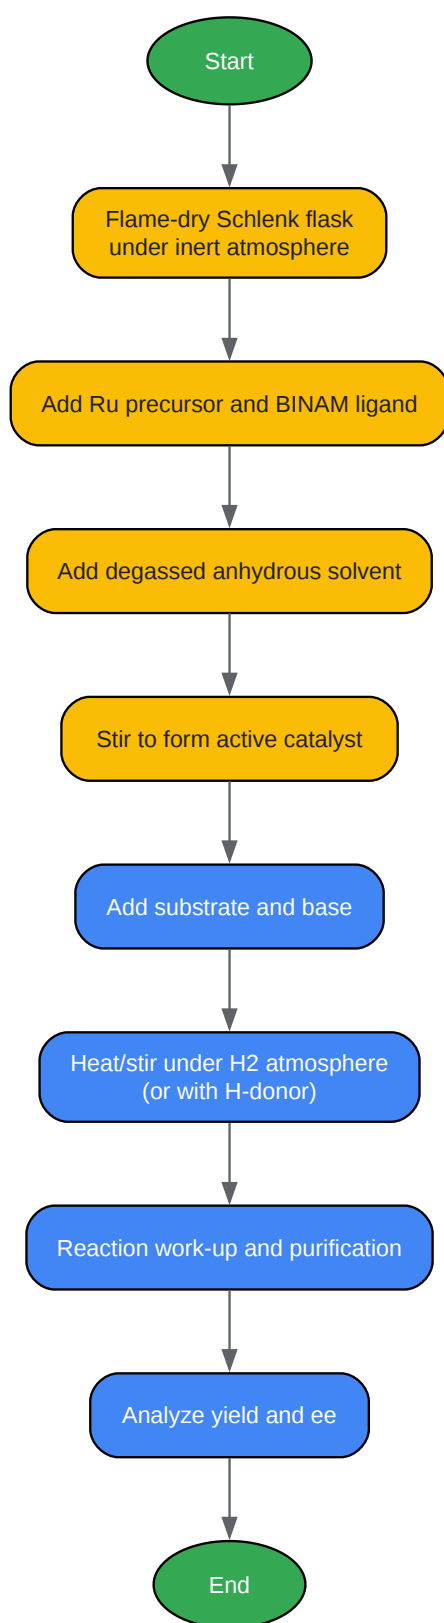 Start
Flame-dry Schlenk flask
under inert atmosphere
Add Ru precursor and BINAM ligand
Add degassed anhydrous solvent
Stir to form active catalyst
Add substrate and base
Heat/stir under H2 atmosphere
(or with H-donor)
Reaction work-up and purification
Analyze yield and ee
End